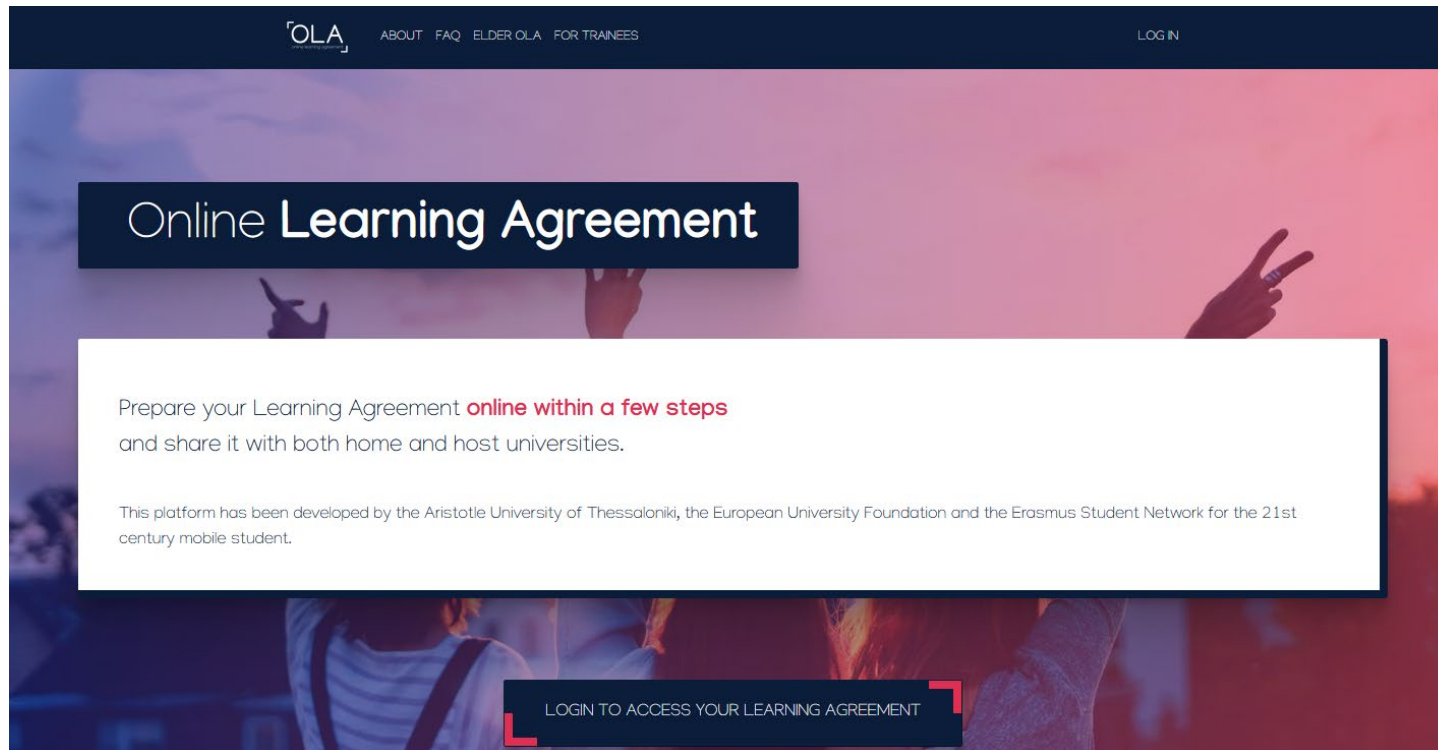 OLA
ABOUT FAQ ELDER OLA FOR TRAINEES
LOG IN
Online Learning Agreement
Prepare your Learning Agreement online within a few steps
and share it with both home and host universities.
This platform has been developed by the Aristotle University of Thessaloniki, the European University Foundation and the Erasmus Student Network for the 21st
century mobile student.
LOGIN TO ACCESS YOUR LEARNING AGREEMENT